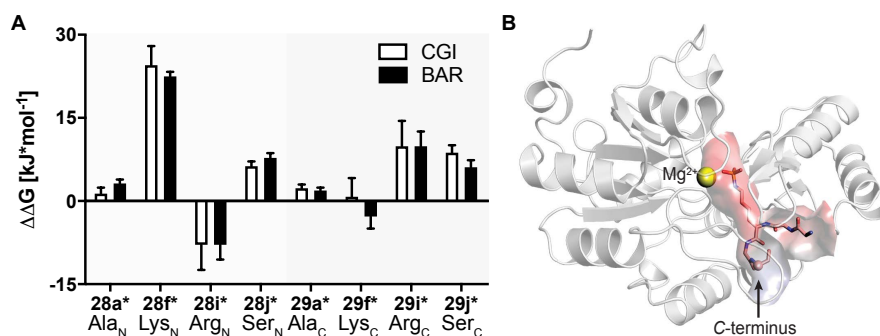 A
B
ΔΔG [kJ*mol⁻¹]
30
15
0
-15
CGI
BAR
28a* 28f* 28i* 28j* 29a* 29f* 29i* 29j*
Ala_N Lys_N Arg_N Ser_N Ala_C Lys_C Arg_C Ser_C
Mg²⁺
C-terminus